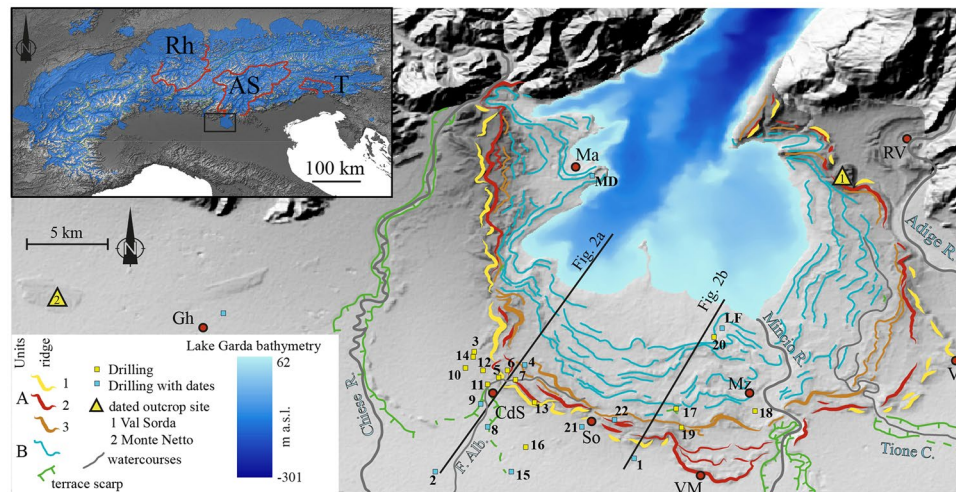 Rh
AS
T
100 km
5 km
2
Gh
Ma
MD
RV
1
Adige R.
Fig. 2a
Fig. 2b
Mincio R.
LF
20
Chiese R.
3
14
10
12
5
6
4
7
11
9
CdS
13
8
F. Alb.
2
15
16
21
So
22
17
19
18
Mz
1
VM
V
Tione C.
Lake Garda bathymetry
62
m a.s.l.
-301
Units
ridge
A
1
2
3
B
watercourses
terrace scarp
Drilling
Drilling with dates
dated outcrop site
1 Val Sorda
2 Monte Netto